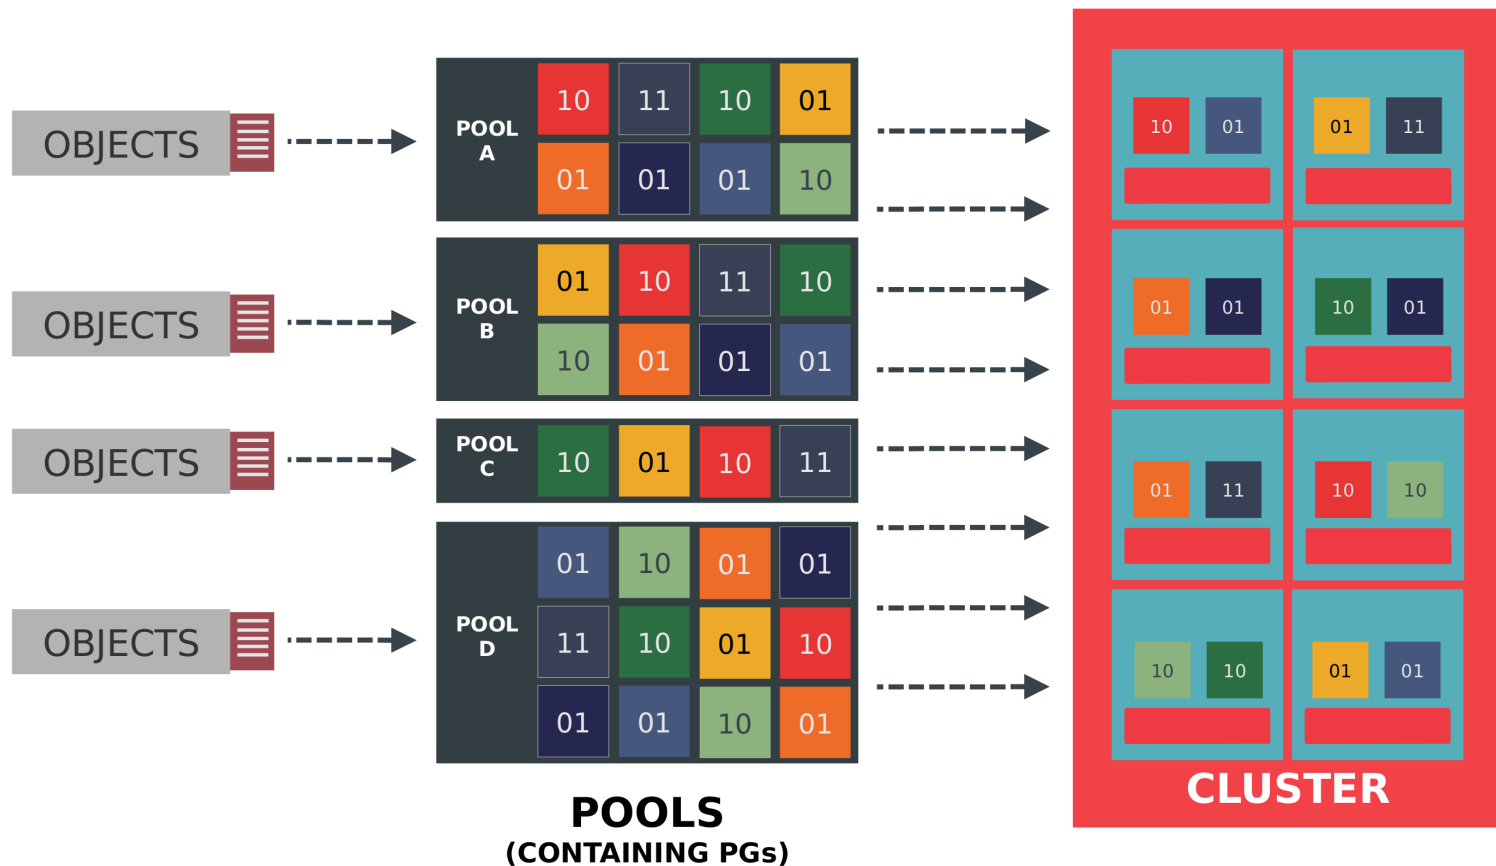 OBJECTS
POOL
A
10 11 10 01
01 01 01 10
OBJECTS
POOL
B
01 10 11 10
10 01 01 01
OBJECTS
POOL
C
10 01 10 11
OBJECTS
POOL
D
01 10 01 01
11 10 01 10
01 01 10 01
POOLS
(CONTAINING PGs)
10 01 01 11
01 01 10 01
01 11 10 10
10 10 01 01
CLUSTER